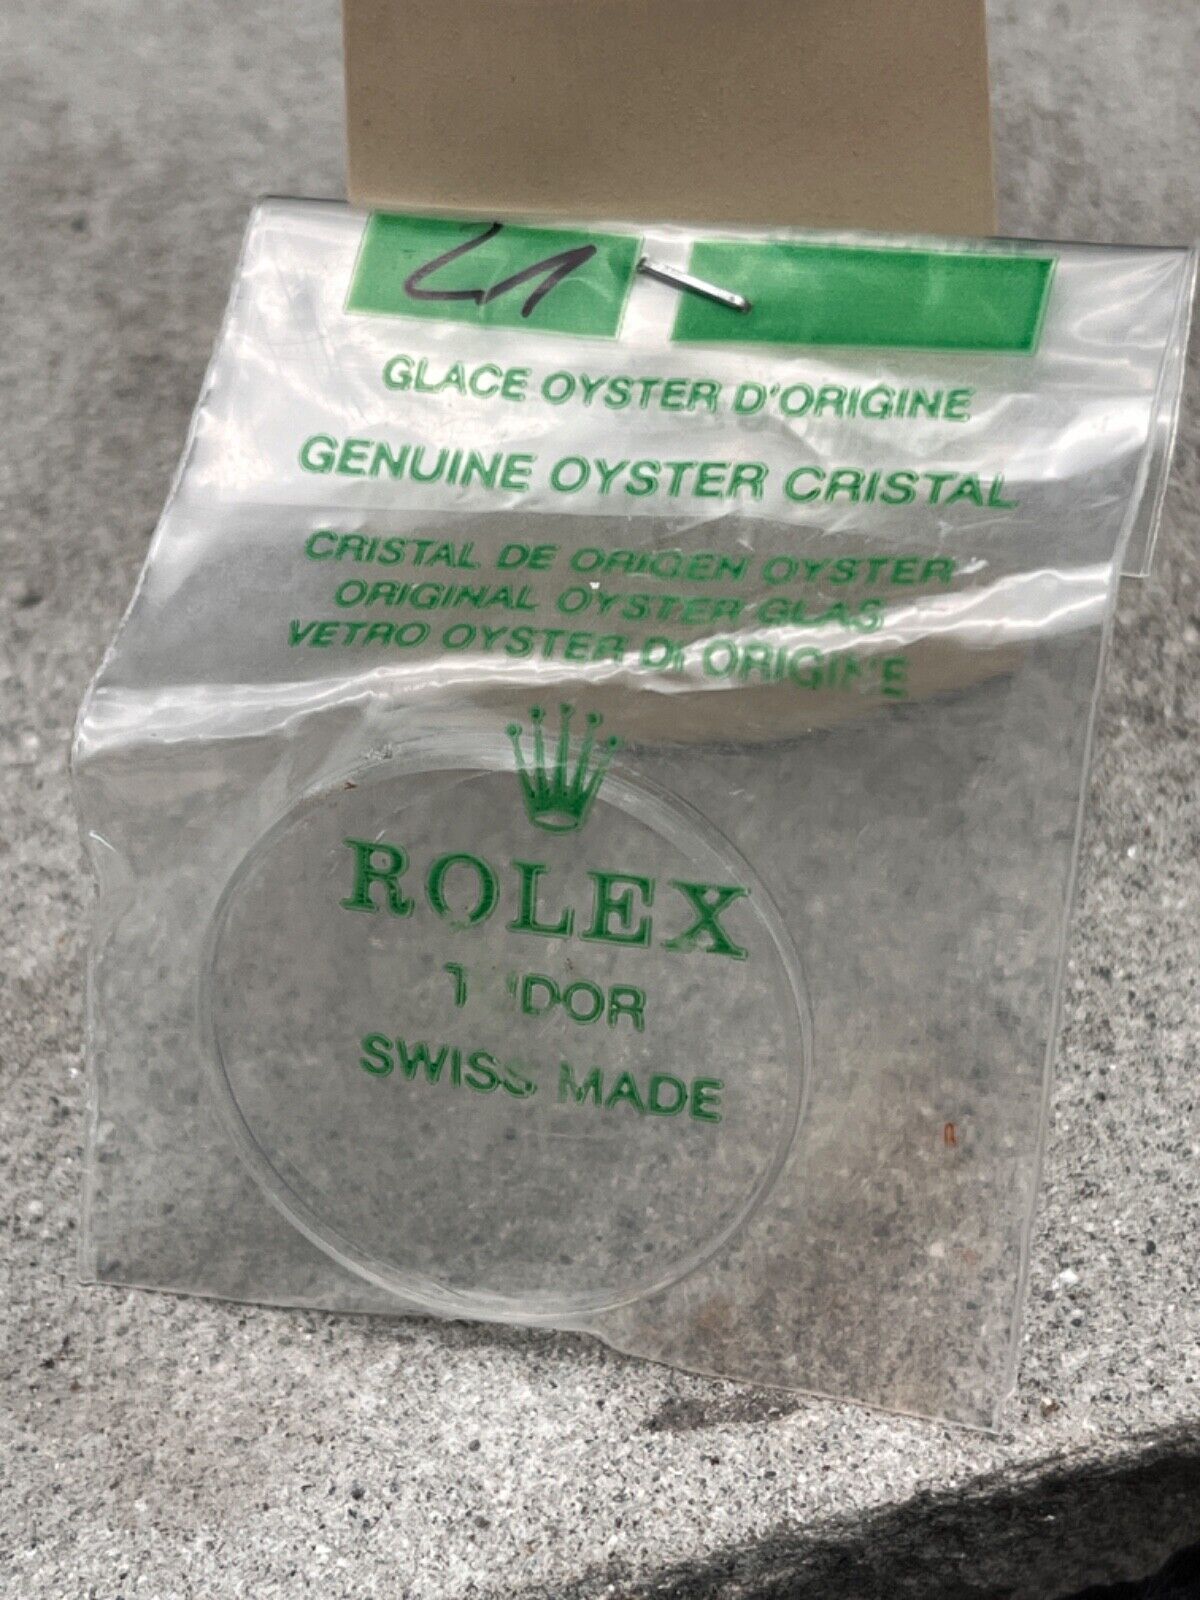 21
GLACE OYSTER D'ORIGINE
GENUINE OYSTER CRISTAL
CRISTAL DE ORIGEN OYSTER
ORIGINAL OYSTER GLAS
VETRO OYSTER DI ORIGINE
ROLEX
TUDOR
SWISS MADE